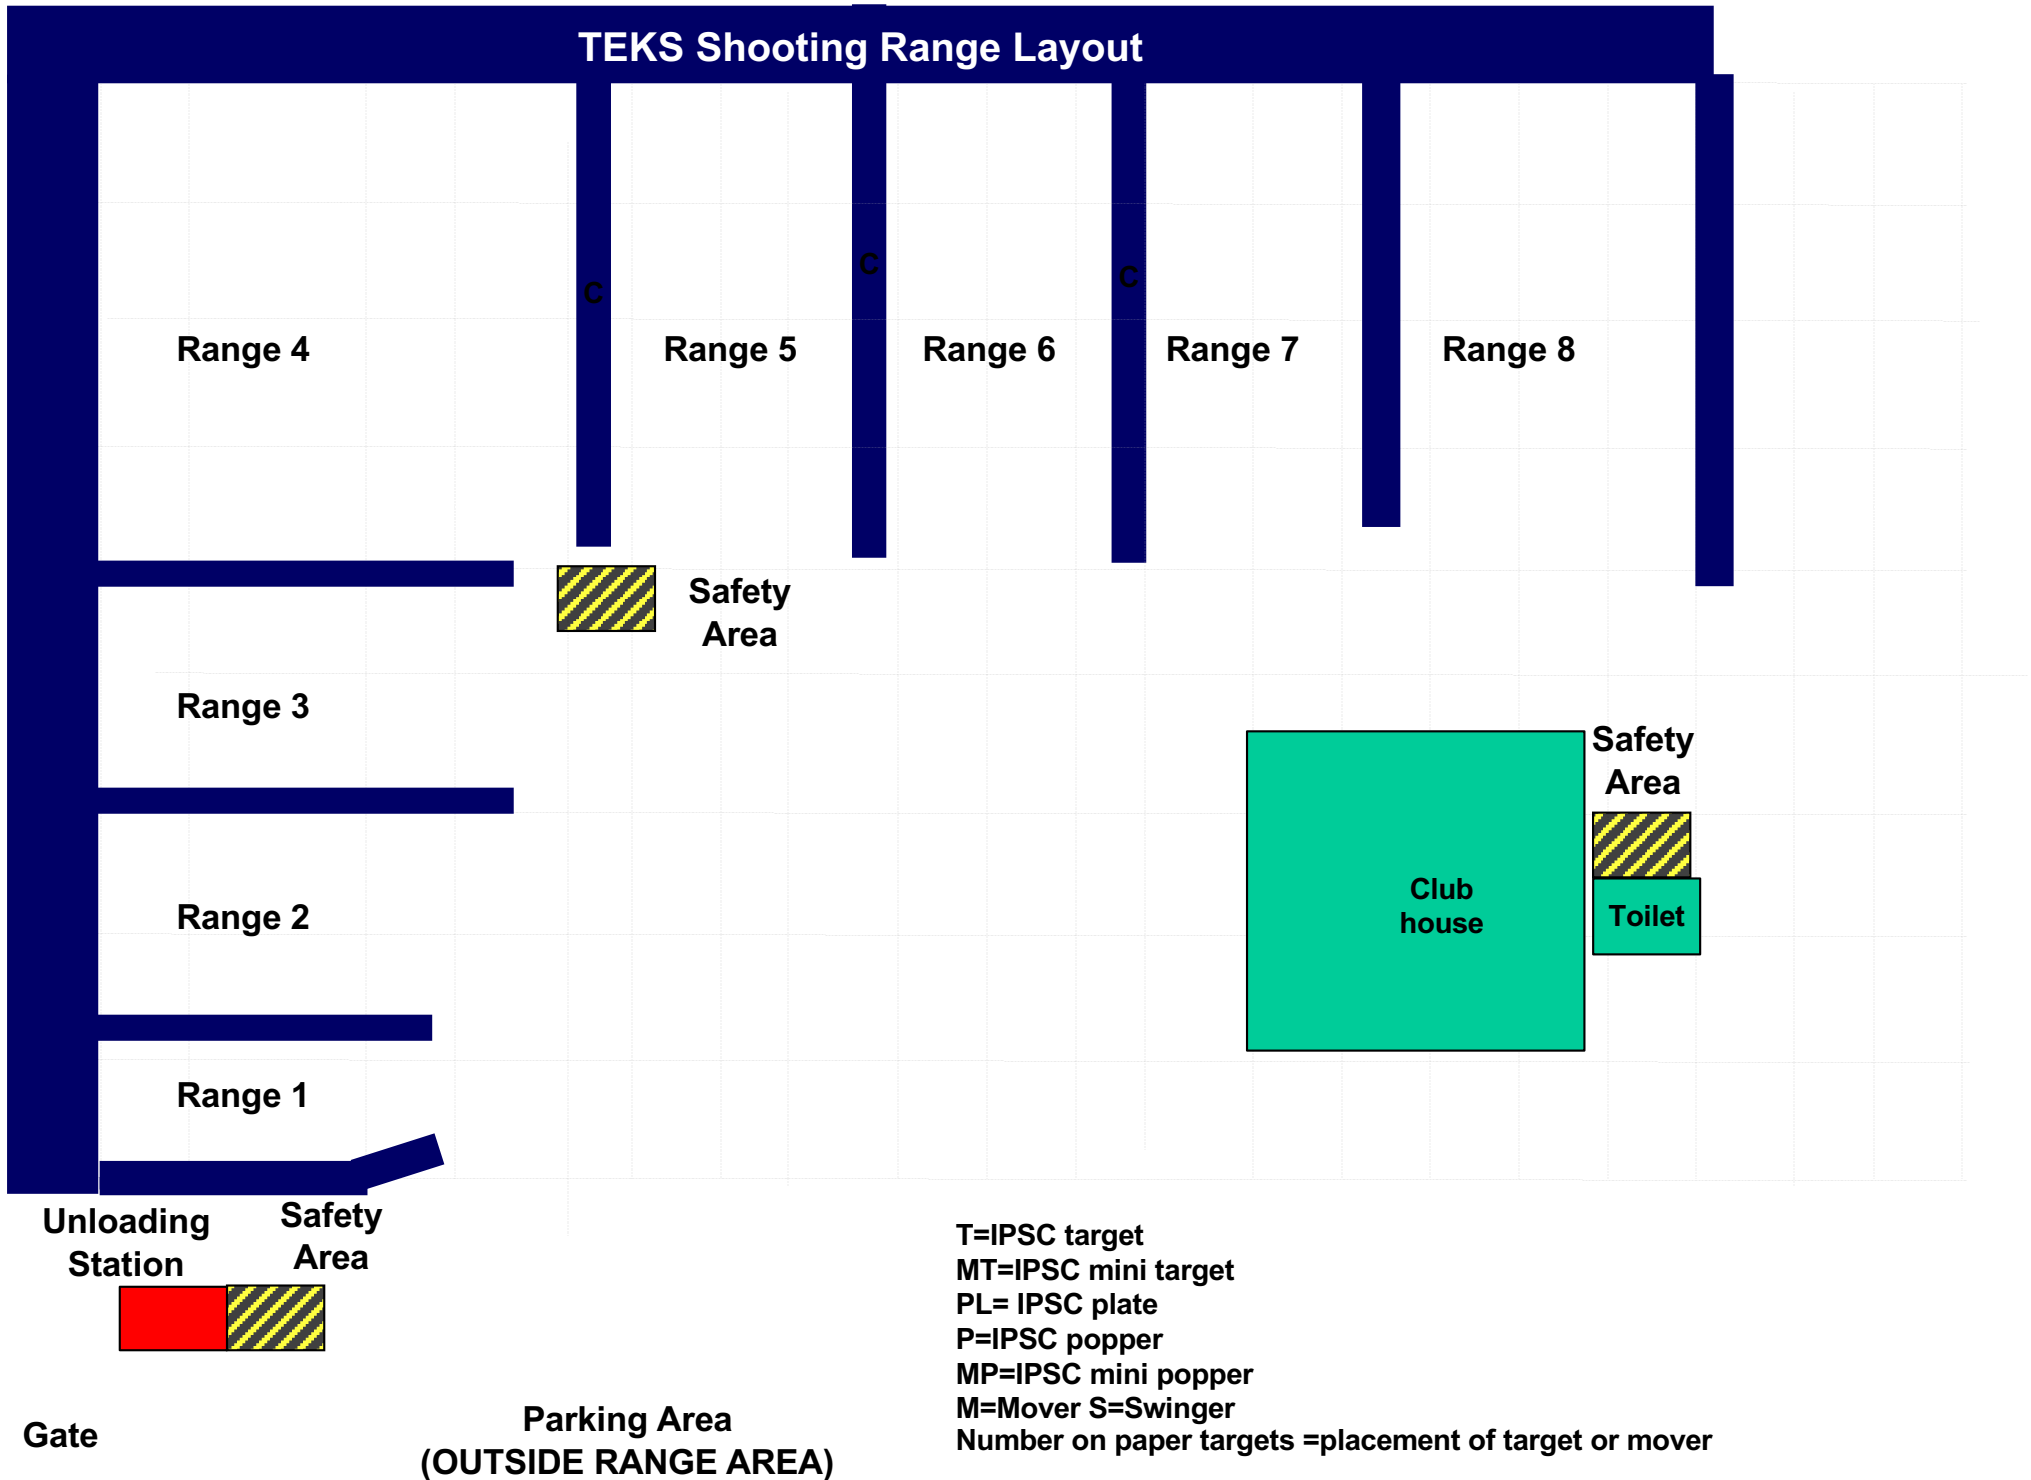 TEKS Shooting Range Layout
C
C
C
Range 4
Range 5
Range 6
Range 7
Range 8
Safety
Area
Range 3
Safety
Area
Club
house
Toilet
Range 2
Range 1
Unloading
Station
Safety
Area
T=IPSC target
MT=IPSC mini target
PL= IPSC plate
P=IPSC popper
MP=IPSC mini popper
M=Mover S=Swinger
Number on paper targets =placement of target or mover
Gate
Parking Area
(OUTSIDE RANGE AREA)